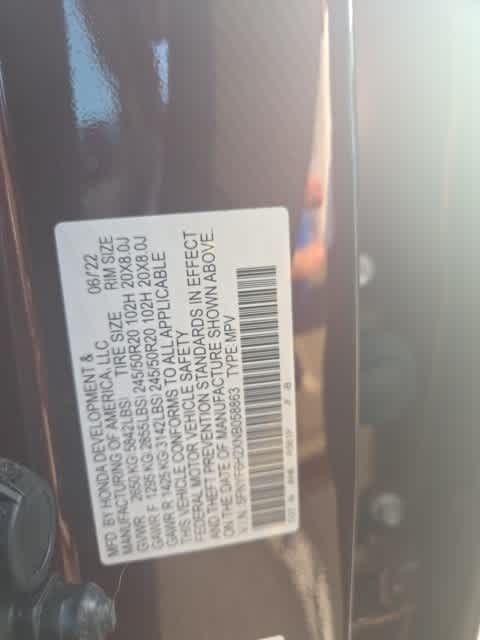 MFD BY HONDA DEVELOPMENT & 06/'22
MANUFACTURING OF AMERICA, LLC TIRE SIZE RIM SIZE
GVWR 2650 KG(5842LBS)
GAWR F 1295 KG(2855LBS) 245/50R20 102H 20X8.0J
GAWR R 1425 KG(3142LBS) 245/50R20 102H 20X8.0J
THIS VEHICLE CONFORMS TO ALL APPLICABLE
FEDERAL MOTOR VEHICLE SAFETY
AND THEFT PREVENTION STANDARDS IN EFFECT
ON THE DATE OF MANUFACTURE SHOWN ABOVE.
V.I.N. TYPE:MPV